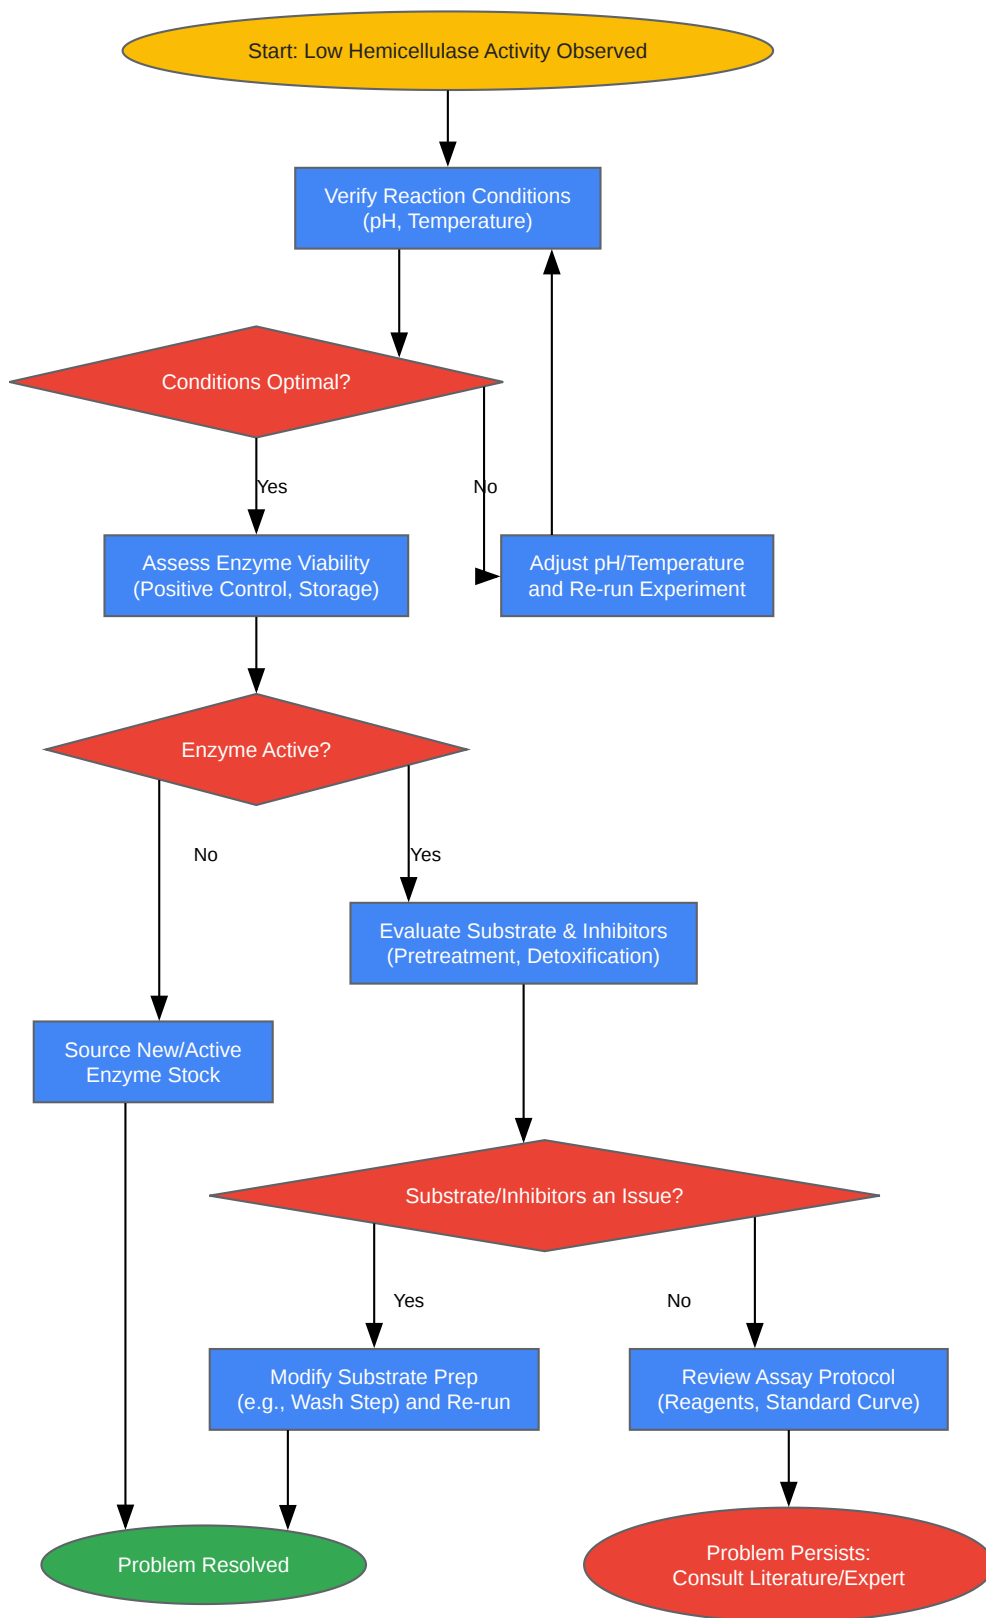 Start: Low Hemicellulase Activity Observed
Verify Reaction Conditions
(pH, Temperature)
Conditions Optimal?
Yes
No
Assess Enzyme Viability
(Positive Control, Storage)
Adjust pH/Temperature
and Re-run Experiment
Enzyme Active?
No
Yes
Evaluate Substrate & Inhibitors
(Pretreatment, Detoxification)
Source New/Active
Enzyme Stock
Substrate/Inhibitors an Issue?
Yes
No
Modify Substrate Prep
(e.g., Wash Step) and Re-run
Review Assay Protocol
(Reagents, Standard Curve)
Problem Resolved
Problem Persists:
Consult Literature/Expert